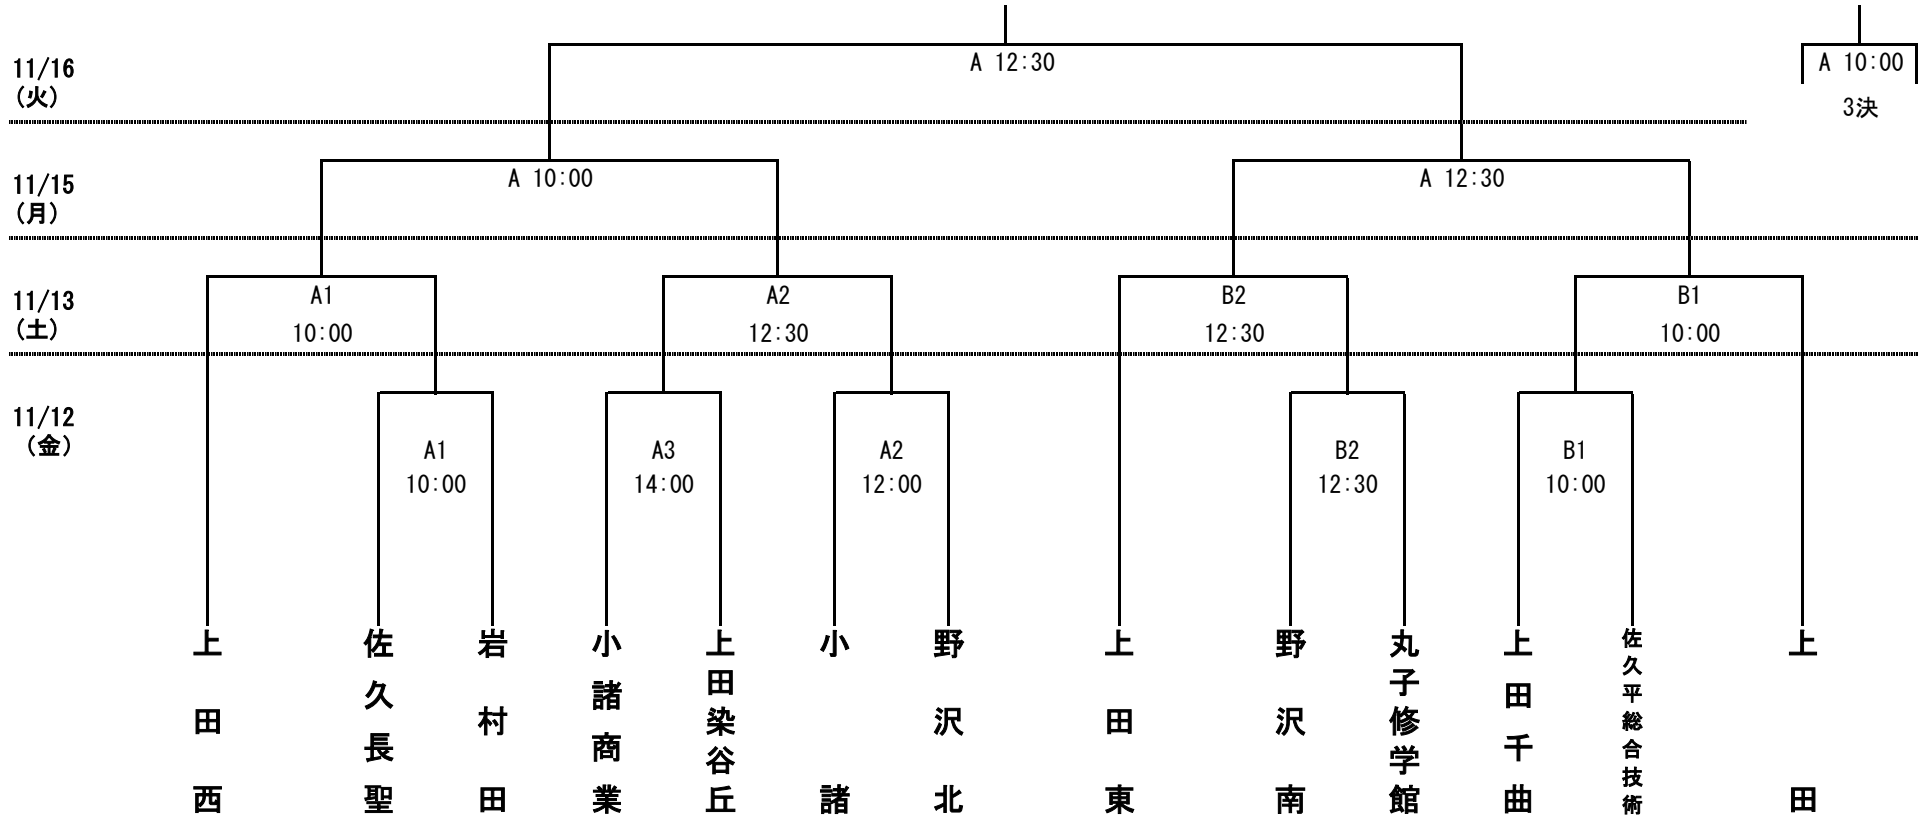 11/16
(火)
A 12:30
A 10:00
3決
11/15
(月)
A 10:00
A 12:30
11/13
(土)
A1
10:00
A2
12:30
B2
12:30
B1
10:00
11/12
(金)
A1
10:00
A3
14:00
A2
12:00
B2
12:30
B1
10:00
上田西
佐久長聖
岩村田
小諸商業
上田染谷丘
小諸
野沢北
上田東
野沢南
丸子修学館
上田千曲
佐久平総合技術
上田